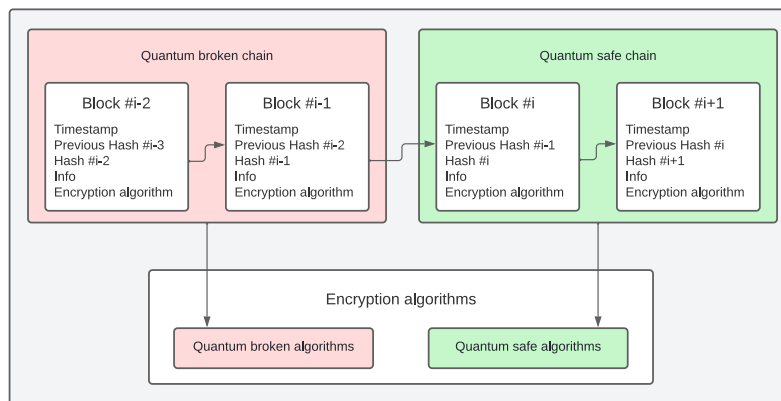 Quantum broken chain
Block #i-2
Timestamp
Previous Hash #i-3
Hash #i-2
Info
Encryption algorithm
Block #i-1
Timestamp
Previous Hash #i-2
Hash #i-1
Info
Encryption algorithm
Quantum safe chain
Block #i
Timestamp
Previous Hash #i-1
Hash #i
Info
Encryption algorithm
Block #i+1
Timestamp
Previous Hash #i
Hash #i+1
Info
Encryption algorithm
Encryption algorithms
Quantum broken algorithms
Quantum safe algorithms